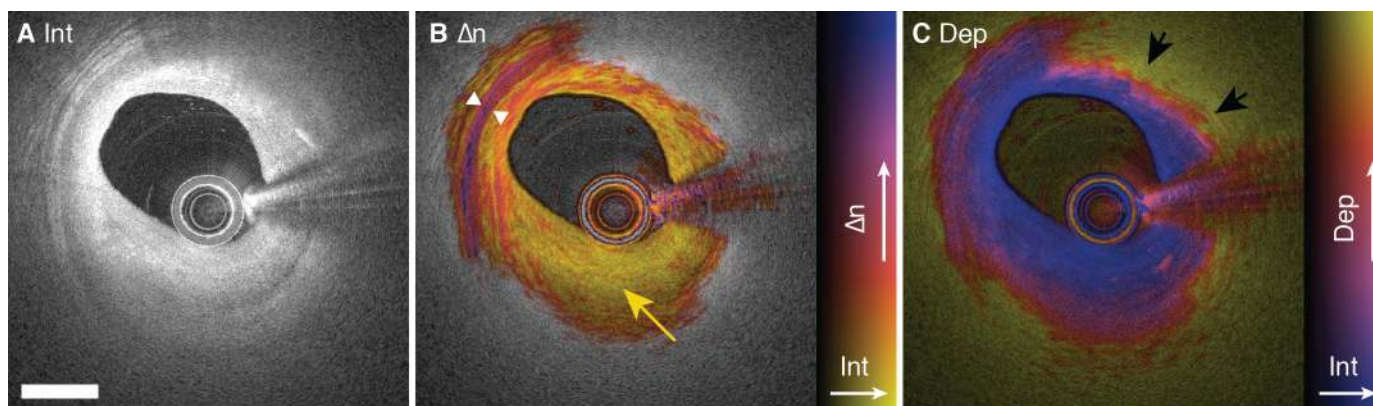 A Int
B Δn
Δn
Int
C Dep
Dep
Int